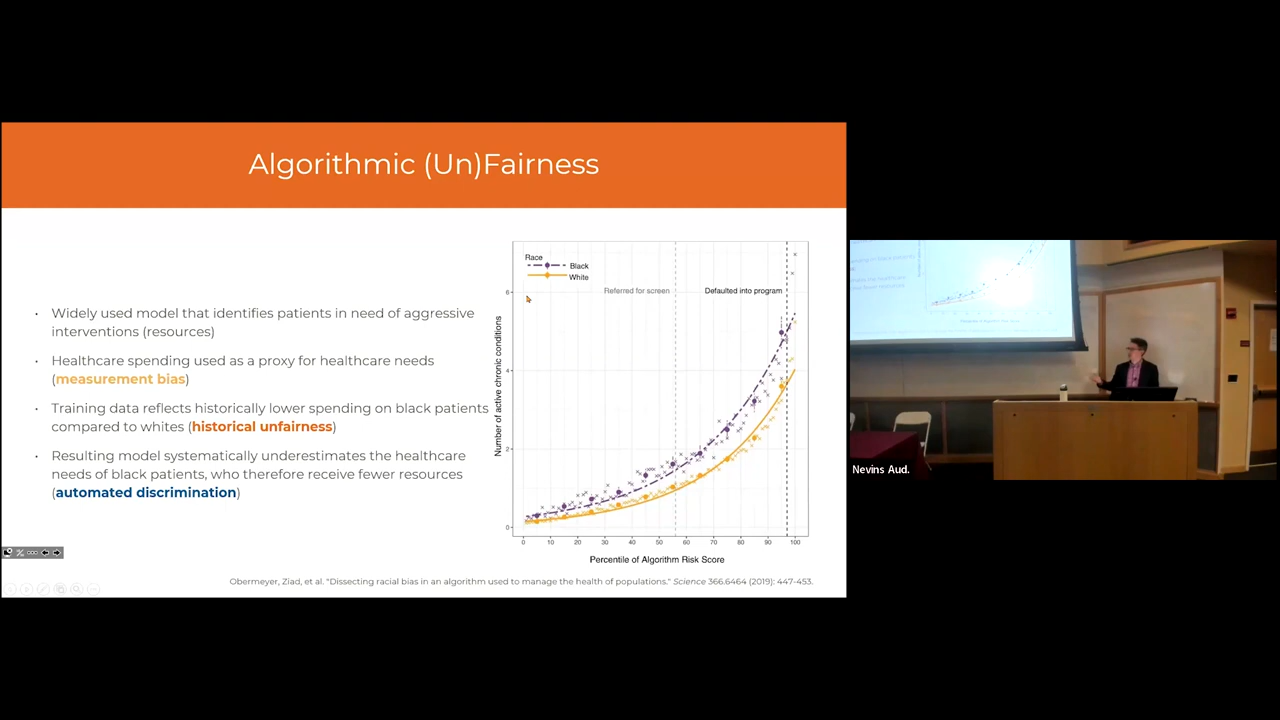 Algorithmic (Un)Fairness
• Widely used model that identifies patients in need of aggressive
interventions (resources)
• Healthcare spending used as a proxy for healthcare needs
(measurement bias)
• Training data reflects historically lower spending on black patients
compared to whites (historical unfairness)
• Resulting model systematically underestimates the healthcare
needs of black patients, who therefore receive fewer resources
(automated discrimination)
Race
Black
White
Referred for screen
Defaulted into program
Number of active chronic conditions
6
4
2
0
0 10 20 30 40 50 60 70 80 90 100
Percentile of Algorithm Risk Score
Obermeyer, Ziad, et al. "Dissecting racial bias in an algorithm used to manage the health of populations." Science 366.6464 (2019): 447-453.
Nevins Aud.